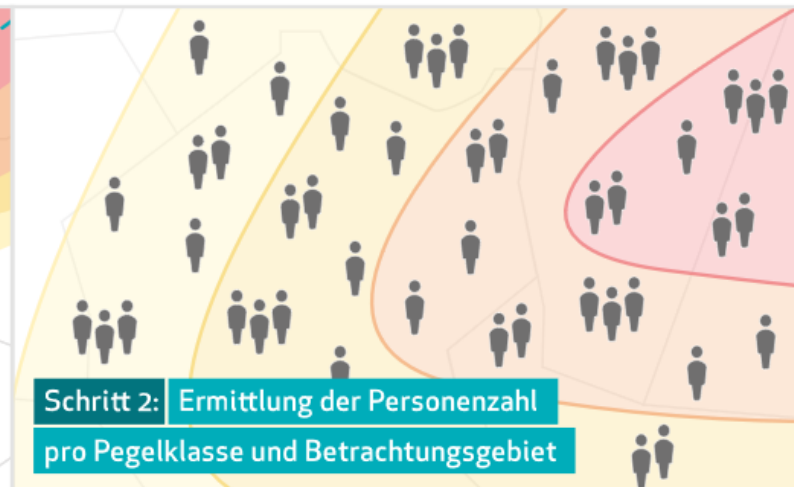 Schritt 2: Ermittlung der Personenzahl
pro Pegelklasse und Betrachtungsgebiet